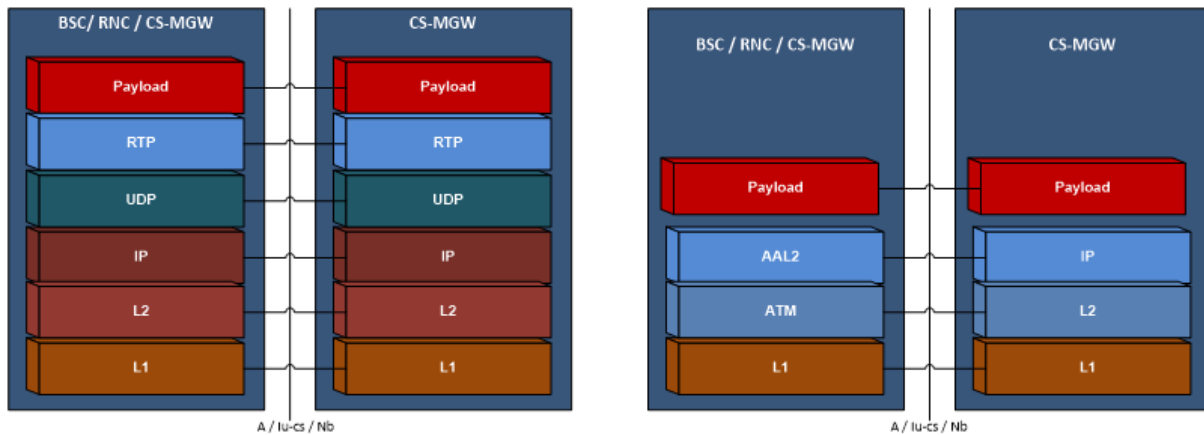 BSC/ RNC / CS-MGW
Payload
RTP
UDP
IP
L2
L1
CS-MGW
Payload
RTP
UDP
IP
L2
L1
A / Iu-cs / Nb
BSC / RNC / CS-MGW
Payload
AAL2
ATM
L1
CS-MGW
Payload
IP
L2
L1
A / Iu-cs / Nb